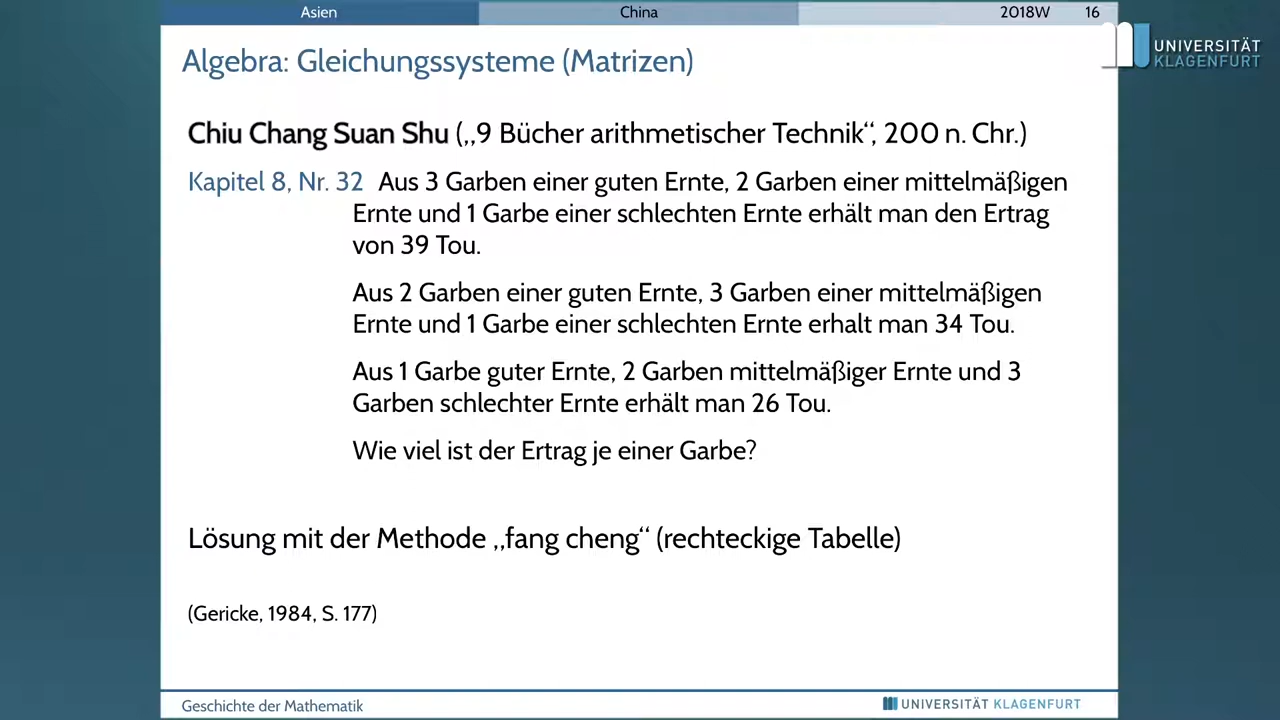 Asien China 2018W 16
UNIVERSITÄT
KLAGENFURT
Algebra: Gleichungssysteme (Matrizen)
Chiu Chang Suan Shu („9 Bücher arithmetischer Technik“, 200 n. Chr.)
Kapitel 8, Nr. 32 Aus 3 Garben einer guten Ernte, 2 Garben einer mittelmäßigen
Ernte und 1 Garbe einer schlechten Ernte erhält man den Ertrag
von 39 Tou.
Aus 2 Garben einer guten Ernte, 3 Garben einer mittelmäßigen
Ernte und 1 Garbe einer schlechten Ernte erhalt man 34 Tou.
Aus 1 Garbe guter Ernte, 2 Garben mittelmäßiger Ernte und 3
Garben schlechter Ernte erhält man 26 Tou.
Wie viel ist der Ertrag je einer Garbe?
Lösung mit der Methode „fang cheng“ (rechteckige Tabelle)
(Gericke, 1984, S. 177)
Geschichte der Mathematik UNIVERSITÄT KLAGENFURT